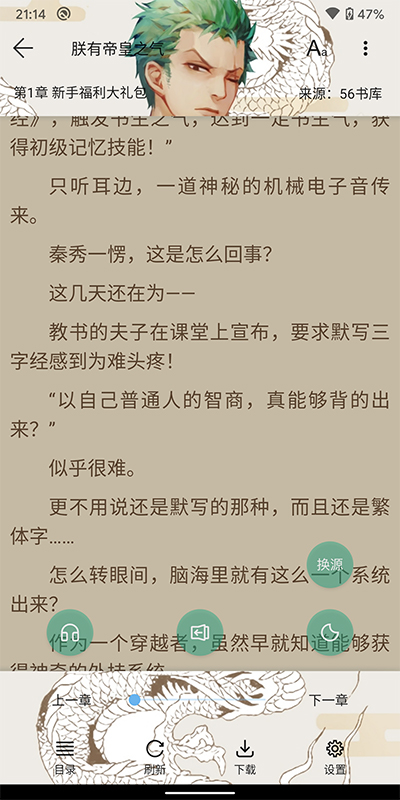 21:14
47%
朕有帝皇之气
Aa
第1章 新手福利大礼包
来源：56书库
经》，触发书生之气，达到一定书生气，获
得初级记忆技能！”
只听耳边，一道神秘的机械电子音传
来。
秦秀一愣，这是怎么回事？
这几天还在为——
教书的夫子在课堂上宣布，要求默写三
字经感到为难头疼！
“以自己普通人的智商，真能够背的出
来？”
似乎很难。
更不用说还是默写的那种，而且还是繁
体字……
换源
怎么转眼间，脑海里就有这么一个系统
出来？
作为一个穿越者，虽然早就知道能够获
得神奇的外挂系统
上一章
下一章
目录
刷新
下载
设置